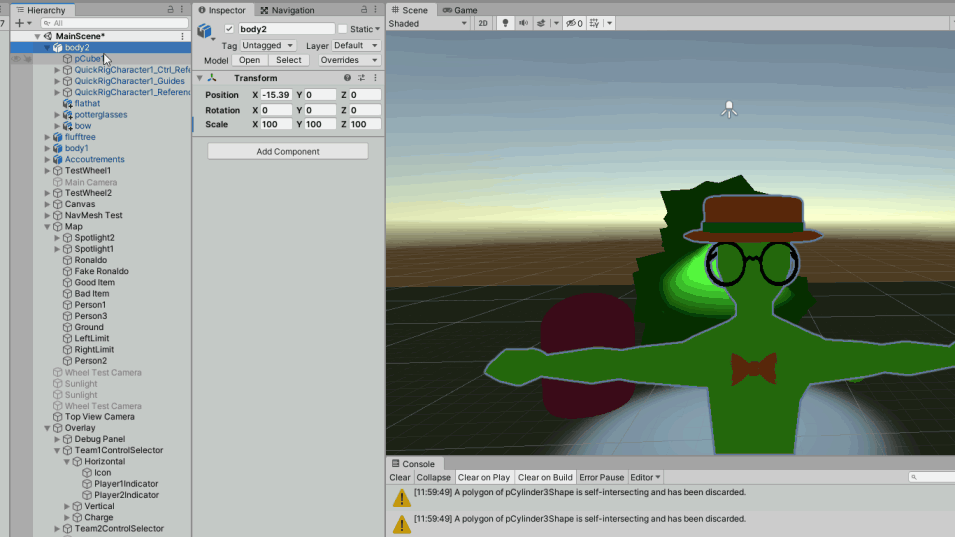 Hierarchy
All
MainScene*
body2
pCube
QuickRigCharacter1_Ctrl_Refe
QuickRigCharacter1_Guides
QuickRigCharacter1_Referenc
flathat
potterglasses
bow
flufftree
body1
Accoutrements
TestWheel1
Main Camera
TestWheel2
Canvas
NavMesh Test
Map
Spotlight2
Spotlight1
Ronaldo
Fake Ronaldo
Good Item
Bad Item
Person1
Person3
Ground
LeftLimit
RightLimit
Person2
Wheel Test Camera
Sunlight
Sunlight
Wheel Test Camera
Top View Camera
Overlay
Debug Panel
Team1ControlSelector
Horizontal
Icon
Player1Indicator
Player2Indicator
Vertical
Charge
Team2ControlSelector
Inspector Navigation
body2 Static
Tag Untagged Layer Default
Model Open Select Overrides
Transform
Position X -15.39 Y 0 Z 0
Rotation X 0 Y 0 Z 0
Scale X 100 Y 100 Z 100
Add Component
Scene Game
Shaded 2D 0
Console
Clear Collapse Clear on Play Clear on Build Error Pause Editor
[11:59:49] A polygon of pCylinder3Shape is self-intersecting and has been discarded.
[11:59:49] A polygon of pCylinder3Shape is self-intersecting and has been discarded.